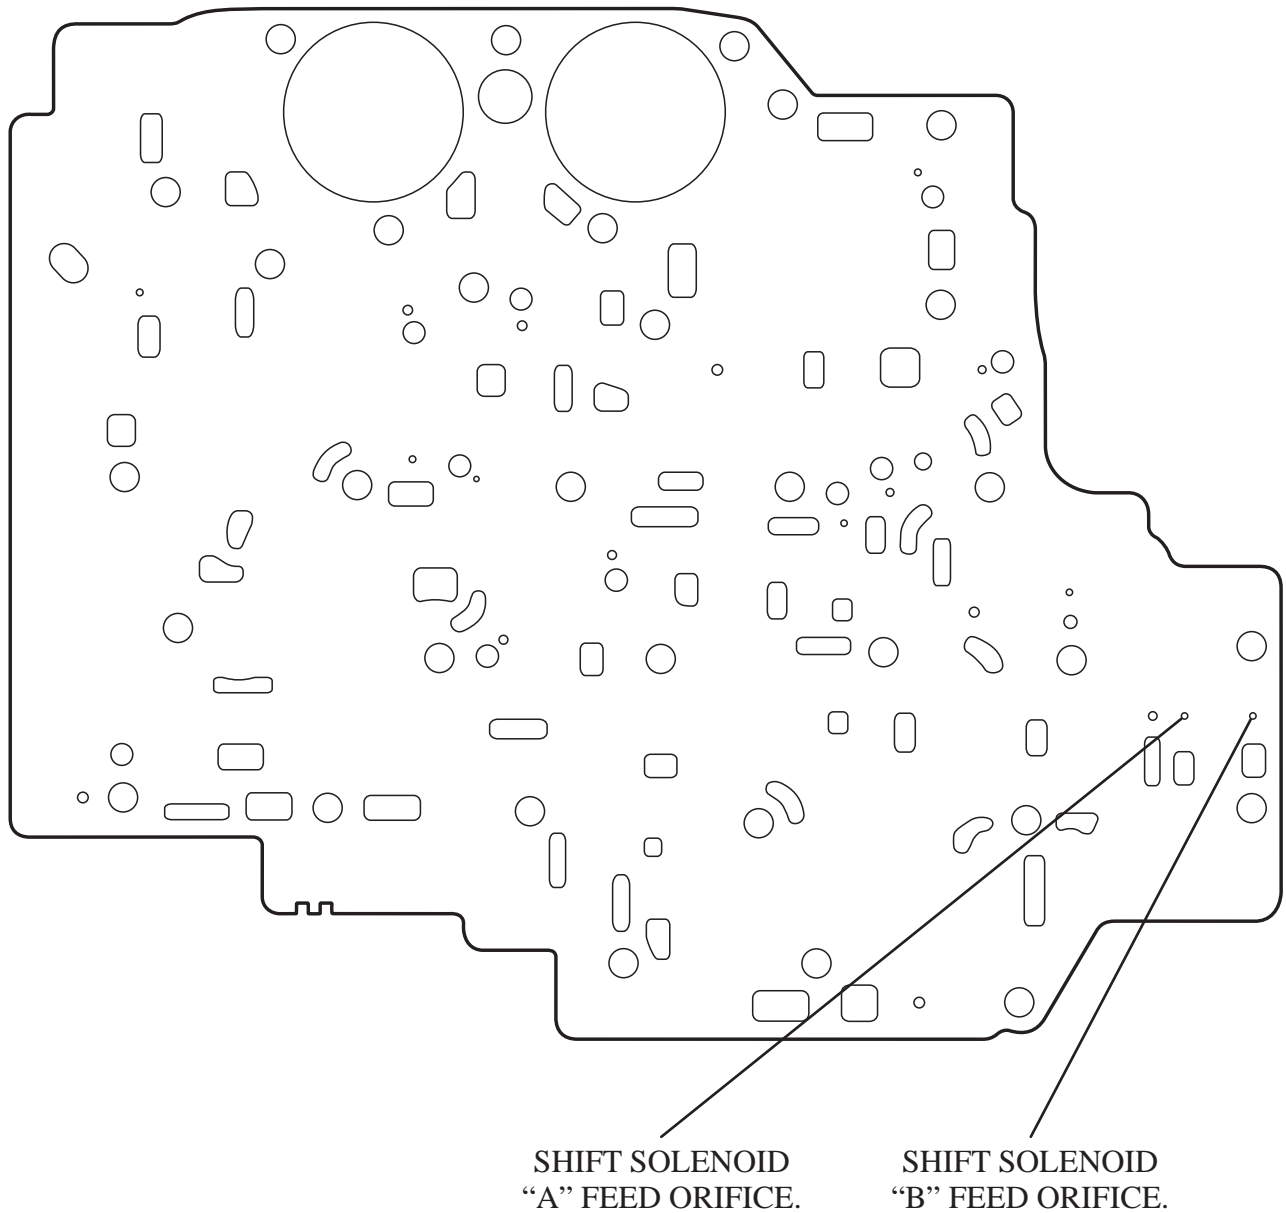 SHIFT SOLENOID
“A” FEED ORIFICE.
SHIFT SOLENOID
“B” FEED ORIFICE.